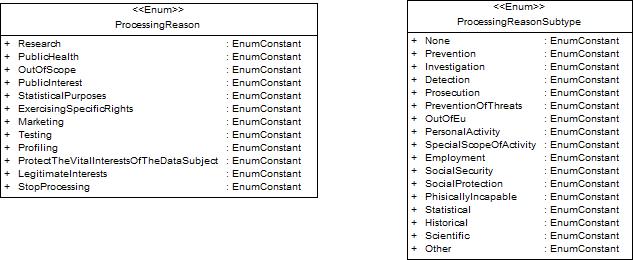 <<Enum>>
ProcessingReason
+ Research : EnumConstant
+ PublicHealth : EnumConstant
+ OutOfScope : EnumConstant
+ PublicInterest : EnumConstant
+ StatisticalPurposes : EnumConstant
+ ExercisingSpecificRights : EnumConstant
+ Marketing : EnumConstant
+ Testing : EnumConstant
+ Profiling : EnumConstant
+ ProtectTheVitalInterestsOfTheDataSubject : EnumConstant
+ LegitimateInterests : EnumConstant
+ StopProcessing : EnumConstant
<<Enum>>
ProcessingReasonSubtype
+ None : EnumConstant
+ Prevention : EnumConstant
+ Investigation : EnumConstant
+ Detection : EnumConstant
+ Prosecution : EnumConstant
+ PreventionOfThreats : EnumConstant
+ OutOfEu : EnumConstant
+ PersonalActivity : EnumConstant
+ SpecialScopeOfActivity : EnumConstant
+ Employment : EnumConstant
+ SocialSecurity : EnumConstant
+ SocialProtection : EnumConstant
+ PhisicallyIncapable : EnumConstant
+ Statistical : EnumConstant
+ Historical : EnumConstant
+ Scientific : EnumConstant
+ Other : EnumConstant